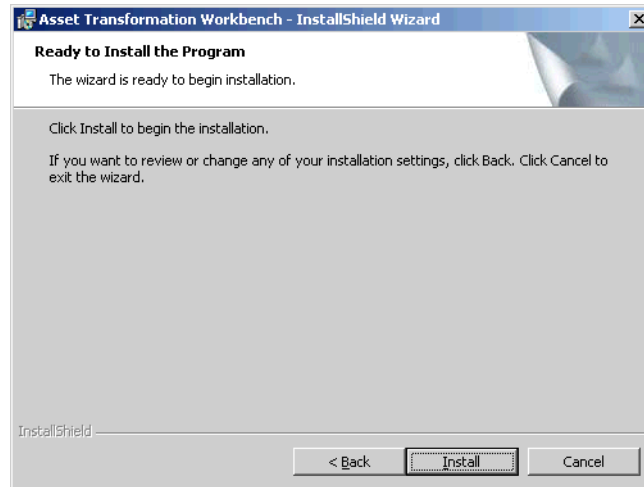 Asset Transformation Workbench - InstallShield Wizard
Ready to Install the Program
The wizard is ready to begin installation.
Click Install to begin the installation.
If you want to review or change any of your installation settings, click Back. Click Cancel to
exit the wizard.
InstallShield
< Back
Install
Cancel